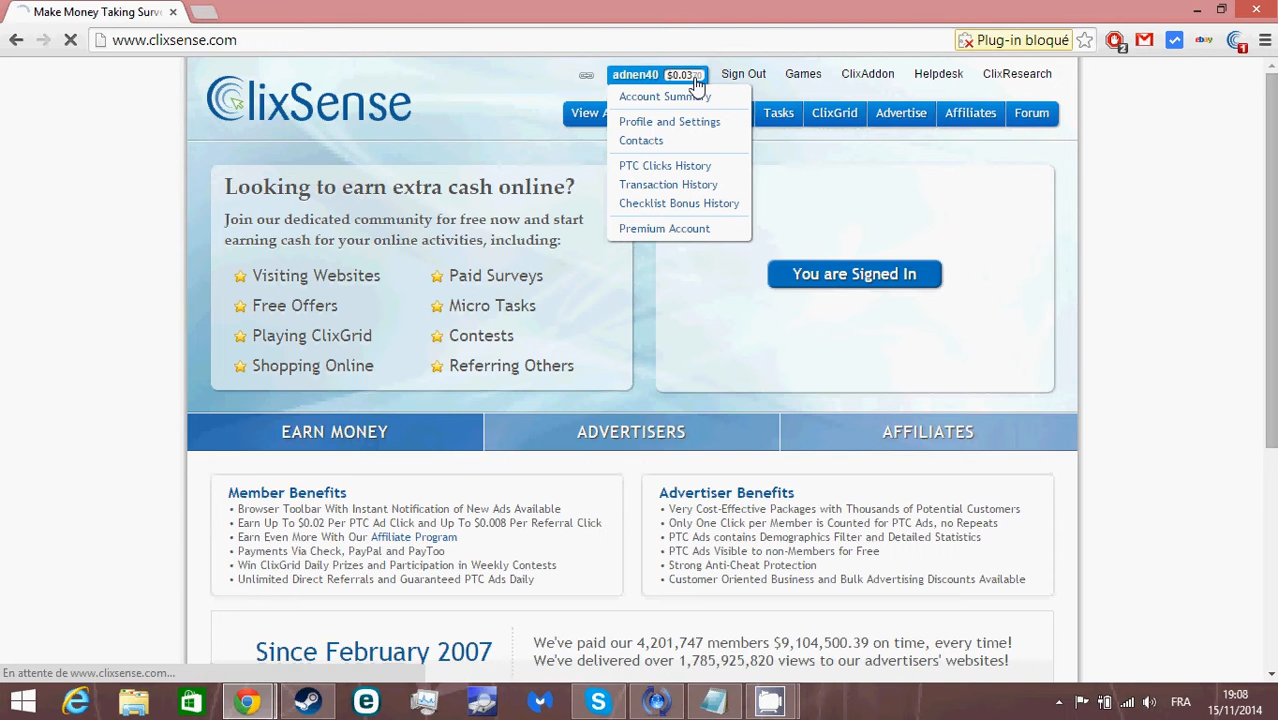 Make Money Taking Surv
www.clixsense.com
Plug-in bloqué
adnen40 $0.0370 Sign Out Games ClixAddon Helpdesk ClixResearch
ClixSense
View A Tasks ClixGrid Advertise Affiliates Forum
Account Summary
Profile and Settings
Contacts
PTC Clicks History
Transaction History
Checklist Bonus History
Premium Account
Looking to earn extra cash online?
Join our dedicated community for free now and start
earning cash for your online activities, including:
Visiting Websites
Paid Surveys
Free Offers
Micro Tasks
Playing ClixGrid
Contests
Shopping Online
Referring Others
You are Signed In
EARN MONEY
ADVERTISERS
AFFILIATES
Member Benefits
• Browser Toolbar With Instant Notification of New Ads Available
• Earn Up To $0.02 Per PTC Ad Click and Up To $0.008 Per Referral Click
• Earn Even More With Our Affiliate Program
• Payments Via Check, PayPal and PayToo
• Win ClixGrid Daily Prizes and Participation in Weekly Contests
• Unlimited Direct Referrals and Guaranteed PTC Ads Daily
Advertiser Benefits
• Very Cost-Effective Packages with Thousands of Potential Customers
• Only One Click per Member is Counted for PTC Ads, no Repeats
• PTC Ads contains Demographics Filter and Detailed Statistics
• PTC Ads Visible to non-Members for Free
• Strong Anti-Cheat Protection
• Customer Oriented Business and Bulk Advertising Discounts Available
Since February 2007
We've paid our 4,201,747 members $9,104,500.39 on time, every time!
We've delivered over 1,785,925,820 views to our advertisers' websites!
En attente de www.clixsense.com...
FRA
19:08
15/11/2014